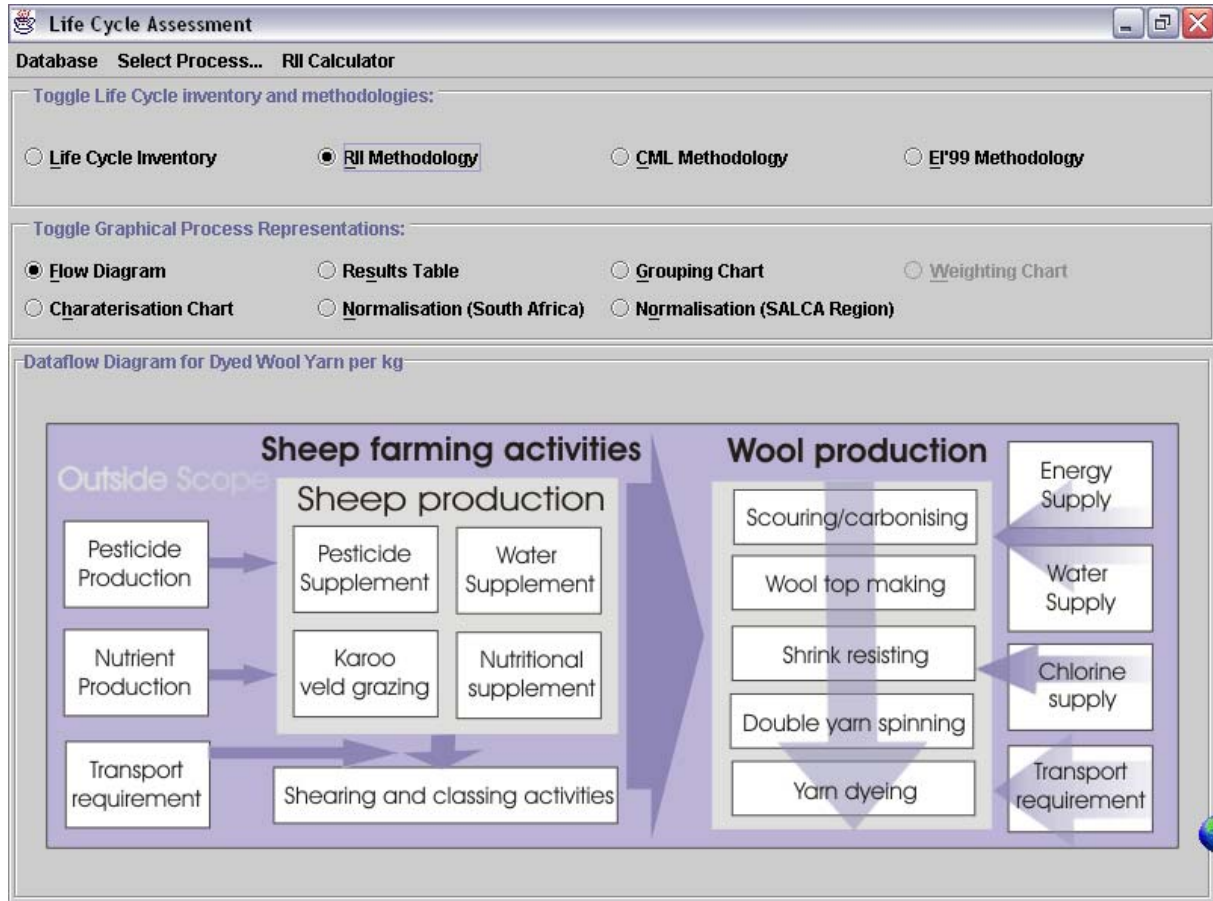 Life Cycle Assessment
Database Select Process... RII Calculator
Toggle Life Cycle inventory and methodologies:
Life Cycle Inventory RII Methodology CML Methodology EI'99 Methodology
Toggle Graphical Process Representations:
Flow Diagram Results Table Grouping Chart Weighting Chart
Charaterisation Chart Normalisation (South Africa) Normalisation (SALCA Region)
Dataflow Diagram for Dyed Wool Yarn per kg
Outside Scope
Pesticide
Production
Nutrient
Production
Transport
requirement
Sheep farming activities
Sheep production
Pesticide
Supplement
Water
Supplement
Karoo
veld grazing
Nutritional
supplement
Shearing and classing activities
Wool production
Scouring/carbonising
Wool top making
Shrink resisting
Double yarn spinning
Yarn dyeing
Energy
Supply
Water
Supply
Chlorine
supply
Transport
requirement